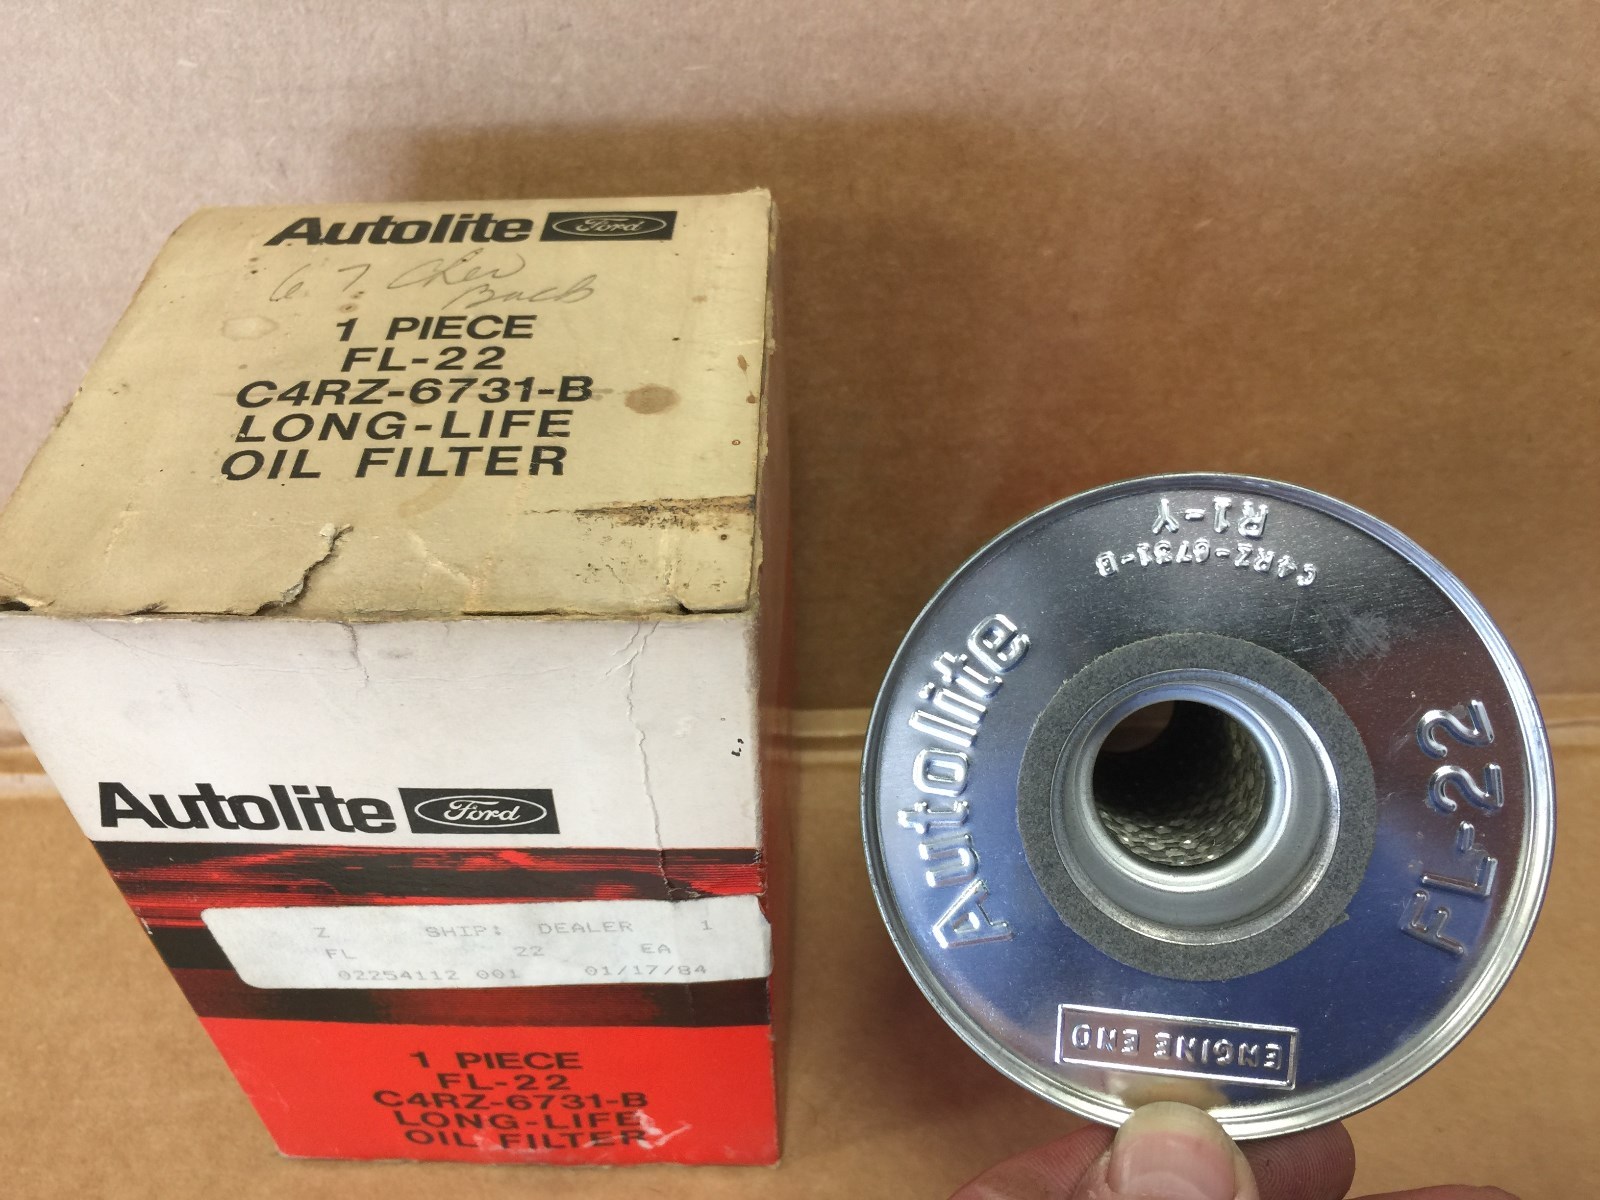 Autolite Ford
67 Chev
1 PIECE
FL-22
C4RZ-6731-B
LONG-LIFE
OIL FILTER
Autolite Ford
Z SHIP: DEALER 1
FL 22 EA
02254112 001 01/17/84
1 PIECE
FL-22
C4RZ-6731-B
LONG-LIFE
OIL FILTER
R1-Y
C4RZ-6731-B
Autolite
FL-22
ENGINE END